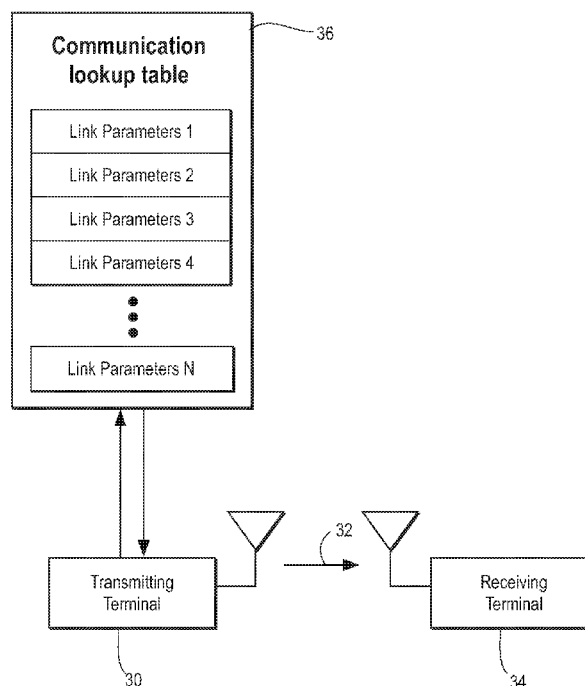 36
Communication
lookup table
Link Parameters 1
Link Parameters 2
Link Parameters 3
Link Parameters 4
Link Parameters N
32
Transmitting
Terminal
Receiving
Terminal
30
34